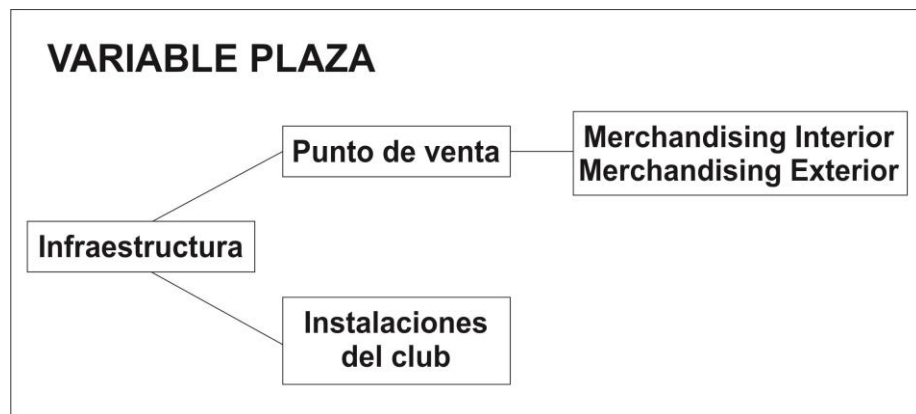 VARIABLE PLAZA
Punto de venta
Merchandising Interior
Merchandising Exterior
Infraestructura
Instalaciones
del club